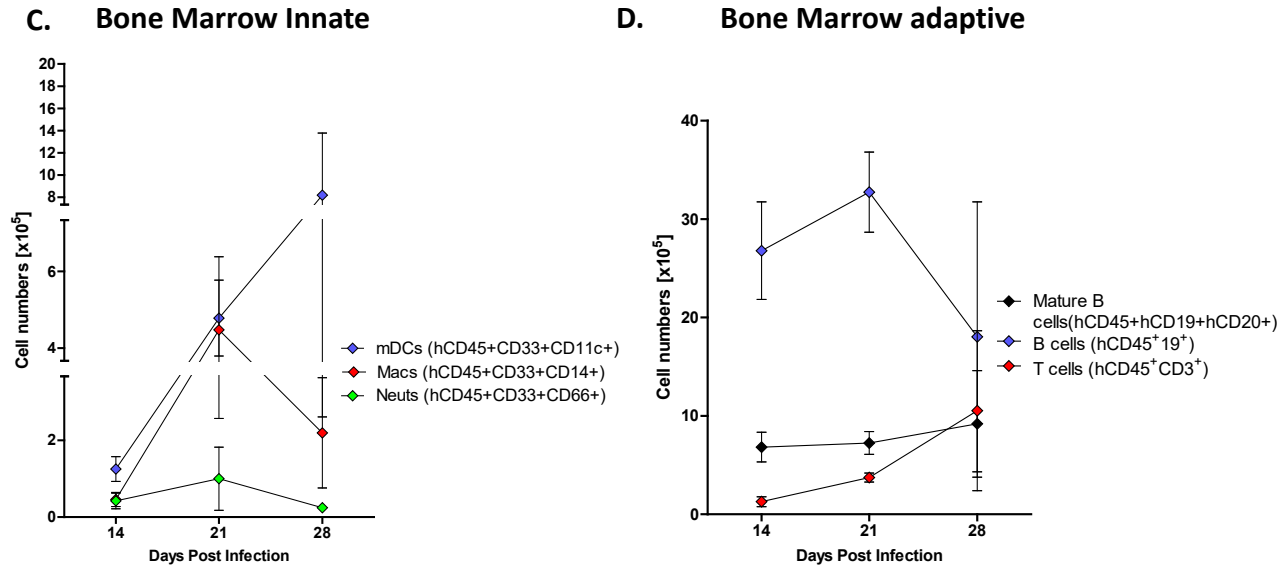 C. Bone Marrow Innate
20
18
16
14
12
10
8
6
4
2
0
Cell numbers [x10⁵]
14 21 28
Days Post Infection
mDCs (hCD45+CD33+CD11c+)
Macs (hCD45+CD33+CD14+)
Neuts (hCD45+CD33+CD66+)
D. Bone Marrow adaptive
40
30
20
10
0
Cell numbers [x10⁵]
14 21 28
Days Post Infection
Mature B
cells(hCD45+hCD19+hCD20+)
B cells (hCD45⁺19⁺)
T cells (hCD45⁺CD3⁺)